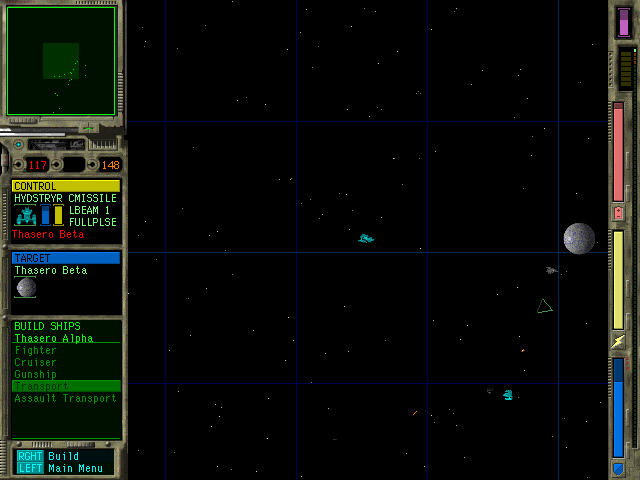 117 148
CONTROL
HVDSTRYR CMISSILE
LBEAM 1
FULLPLSE
Thasero Beta
TARGET
Thasero Beta
BUILD SHIPS
Thasero Alpha
Fighter
Cruiser
Gunship
Transport
Assault Transport
RGHT Build
LEFT Main Menu